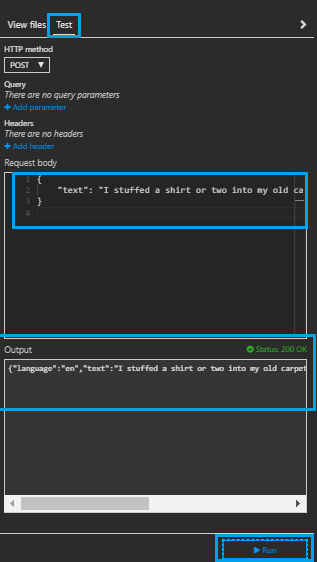 View files Test
HTTP method
POST
Query
There are no query parameters
Add parameter
Headers
There are no headers
Add header
Request body
1 {
2 "text": "I stuffed a shirt or two into my old ca
3 }
4
Output Status: 200 OK
{"language":"en","text":"I stuffed a shirt or two into my old carpet
Run